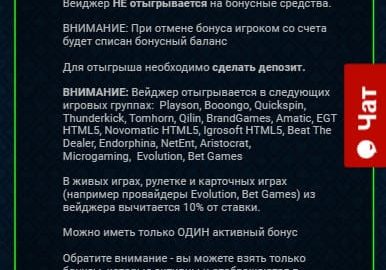 Вейджер НЕ отыгрывается на бонусные средства.
ВНИМАНИЕ: При отмене бонуса игроком со счета
будет списан бонусный баланс
Для отыгрыша необходимо сделать депозит.
ВНИМАНИЕ: Вейджер отыгрывается в следующих
игровых группах: Playson, Booongo, Quickspin,
Thunderkick, Tomhorn, Qilin, BrandGames, Amatic, EGT
HTML5, Novomatic HTML5, Igrosoft HTML5, Beat The
Dealer, Endorphina, NetEnt, Aristocrat,
Microgaming, Evolution, Bet Games
В живых играх, рулетке и карточных играх
(например провайдеры Evolution, Bet Games) из
вейджера вычитается 10% от ставки.
Можно иметь только ОДИН активный бонус
Обратите внимание - вы можете взять только
Чат